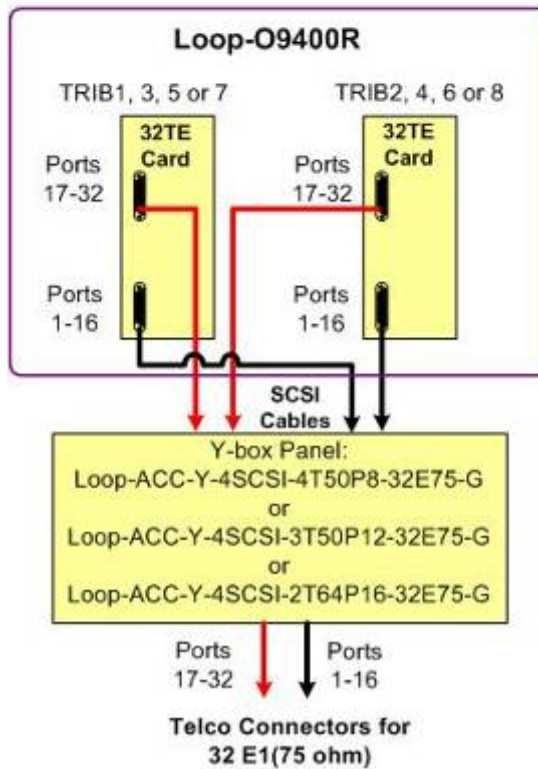 Loop-O9400R
TRIB1, 3, 5 or 7
TRIB2, 4, 6 or 8
32TE
Card
32TE
Card
Ports
17-32
Ports
17-32
Ports
1-16
Ports
1-16
SCSI
Cables
Y-box Panel:
Loop-ACC-Y-4SCSI-4T50P8-32E75-G
or
Loop-ACC-Y-4SCSI-3T50P12-32E75-G
or
Loop-ACC-Y-4SCSI-2T64P16-32E75-G
Ports
17-32
Ports
1-16
Telco Connectors for
32 E1(75 ohm)